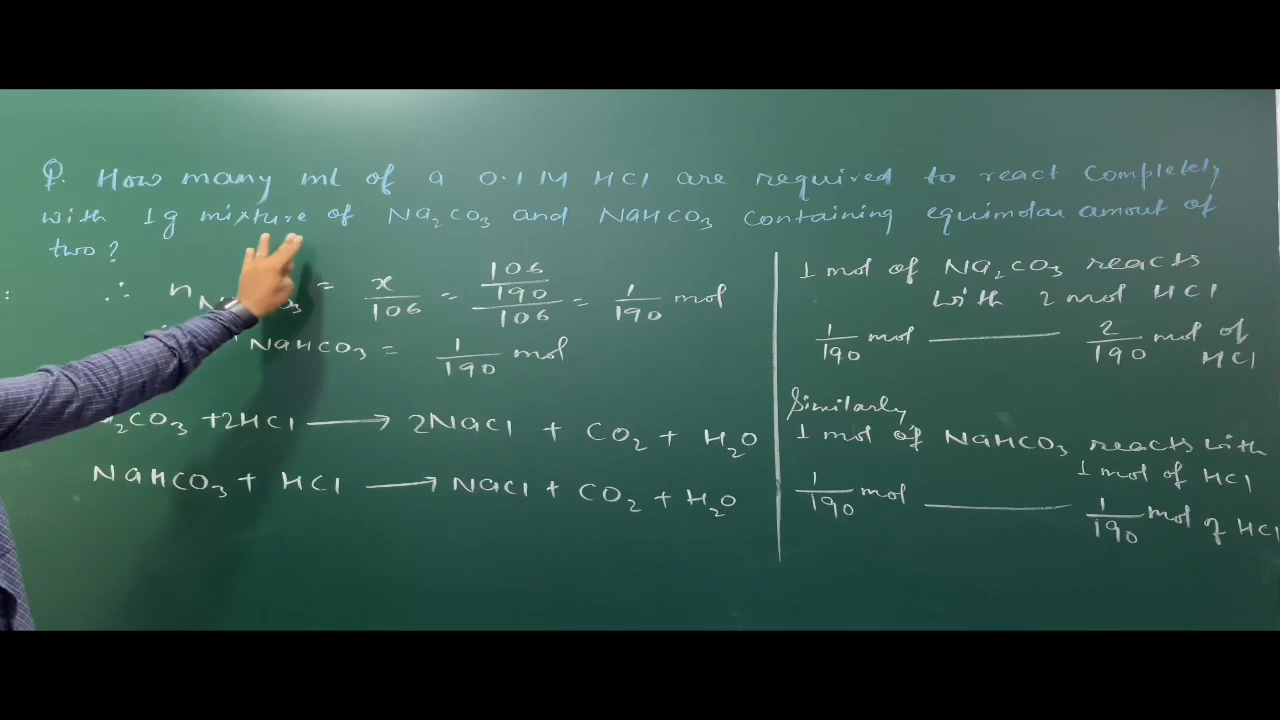 Q. How many ml of a 0.1 M HCl are required to react completely
with 1g mixture of Na₂CO₃ and NaHCO₃ containing equimolar amout of
two?
∴ n = x/106 = (106/190)/106 = 1/190 mol
NaHCO₃ = 1/190 mol
₂CO₃ + 2HCl ⟶ 2NaCl + CO₂ + H₂O
NaHCO₃ + HCl ⟶ NaCl + CO₂ + H₂O
1 mol of Na₂CO₃ reacts
with 2 mol HCl
1/190 mol —— 2/190 mol of
HCl
Similarly
1 mol of NaHCO₃ reacts with
1 mol of HCl
1/190 mol —— 1/190 mol of HCl